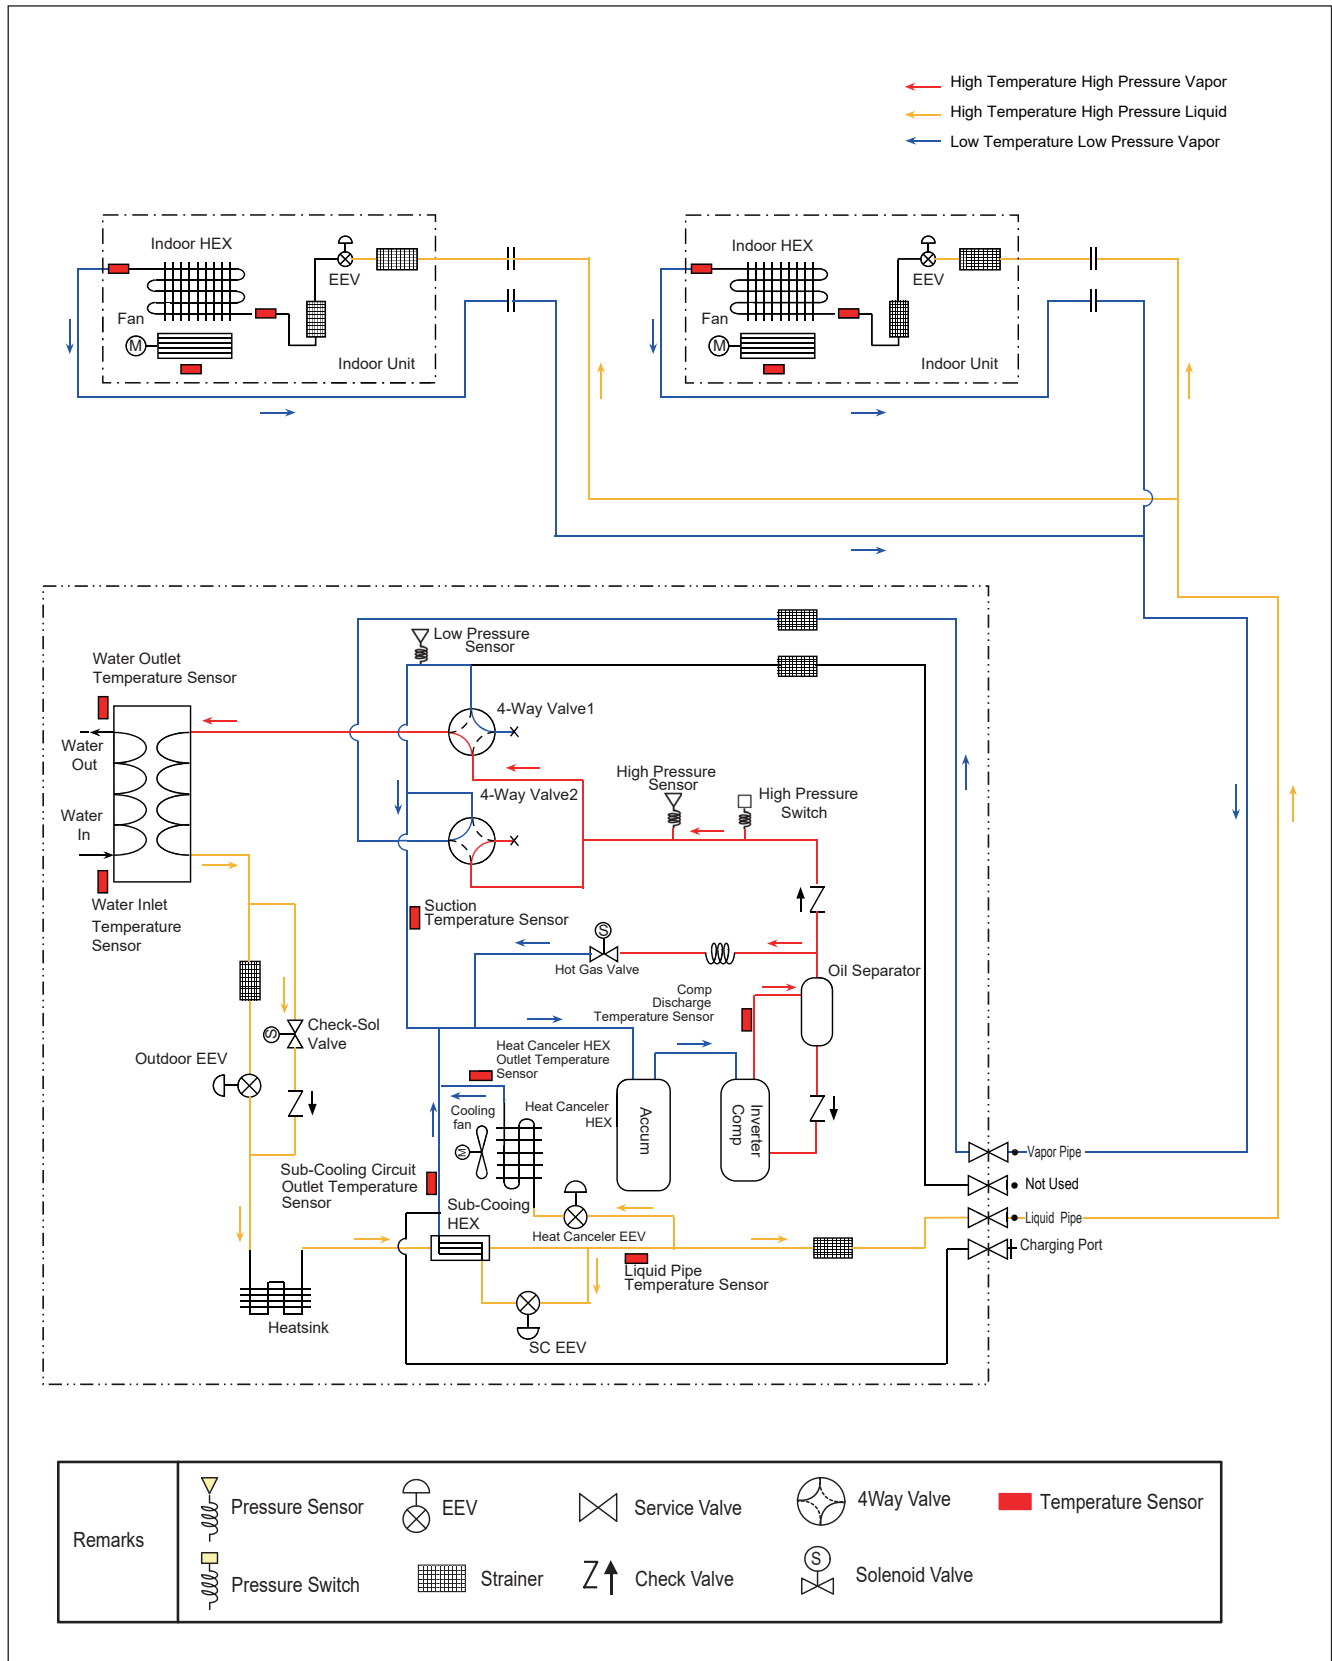 High Temperature High Pressure Vapor
High Temperature High Pressure Liquid
Low Temperature Low Pressure Vapor
Indoor HEX
EEV
Fan
M
Indoor Unit
Indoor HEX
EEV
Fan
M
Indoor Unit
Low Pressure
Sensor
Water Outlet
Temperature Sensor
4-Way Valve1
Water
Out
High Pressure
Sensor
4-Way Valve2
High Pressure
Switch
Water
In
Water Inlet
Temperature
Sensor
Suction
Temperature Sensor
S
Hot Gas Valve
Oil Separator
Comp
Discharge
Temperature Sensor
S
Check-Sol
Valve
Heat Canceler HEX
Outlet Temperature
Sensor
Outdoor EEV
Cooling
fan
M
Heat Canceler
HEX
Accum
Inverter
Comp
Vapor Pipe
Sub-Cooling Circuit
Outlet Temperature
Sensor
Not Used
Sub-Cooing
HEX
Heat Canceler EEV
Liquid Pipe
Charging Port
Liquid Pipe
Temperature Sensor
Heatsink
SC EEV
Remarks
Pressure Sensor
EEV
Service Valve
4Way Valve
Temperature Sensor
Pressure Switch
Strainer
Check Valve
S
Solenoid Valve